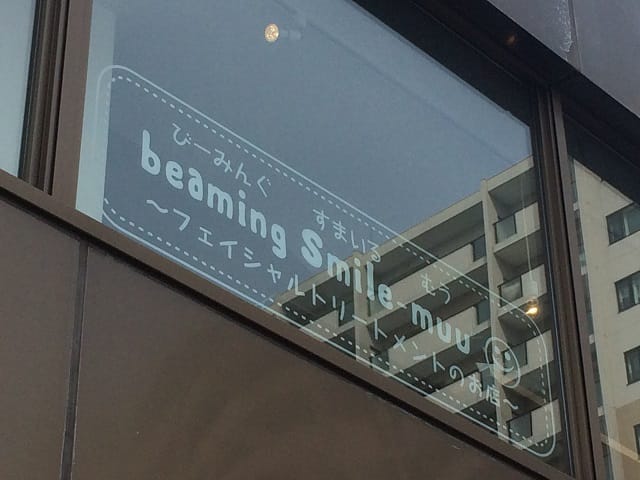 びーみんぐ すまいる むう
beaming Smile-muu
～フェイシャルトリートメントのお店～